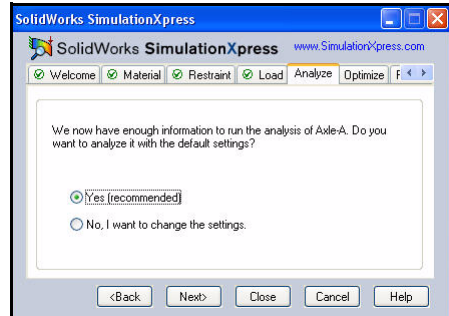 SolidWorks SimulationXpress
SolidWorks SimulationXpress www.SimulationXpress.com
Welcome Material Restraint Load Analyze Optimize
We now have enough information to run the analysis of Axle-A. Do you
want to analyze it with the default settings?
Yes (recommended)
No, I want to change the settings.
<Back Next> Close Cancel Help